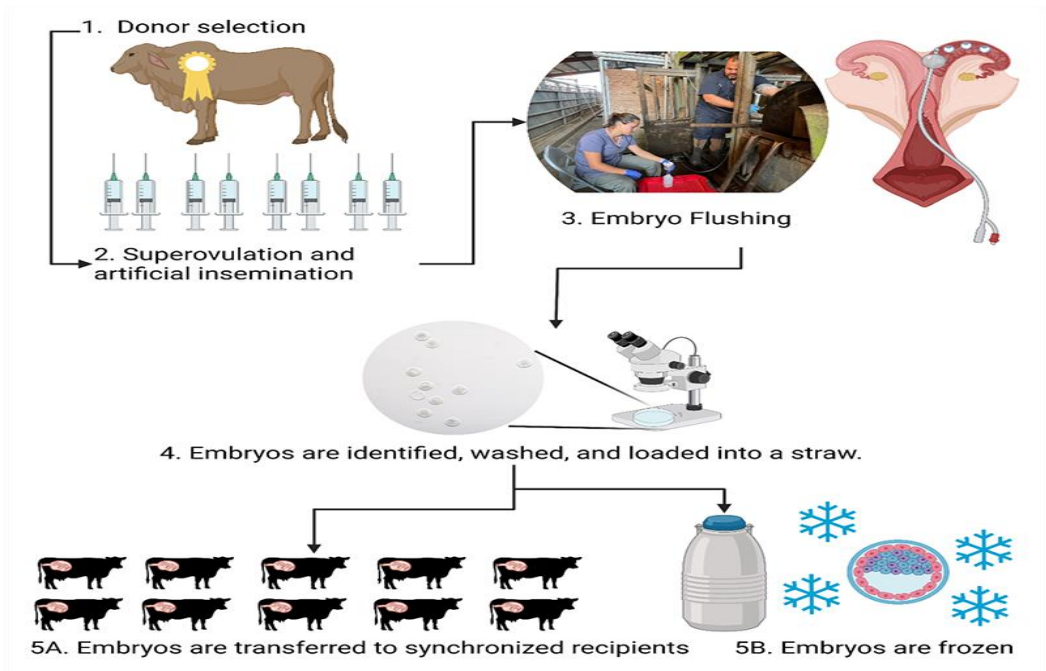 1. Donor selection
2. Superovulation and
artificial insemination
3. Embryo Flushing
4. Embryos are identified, washed, and loaded into a straw.
5A. Embryos are transferred to synchronized recipients
5B. Embryos are frozen